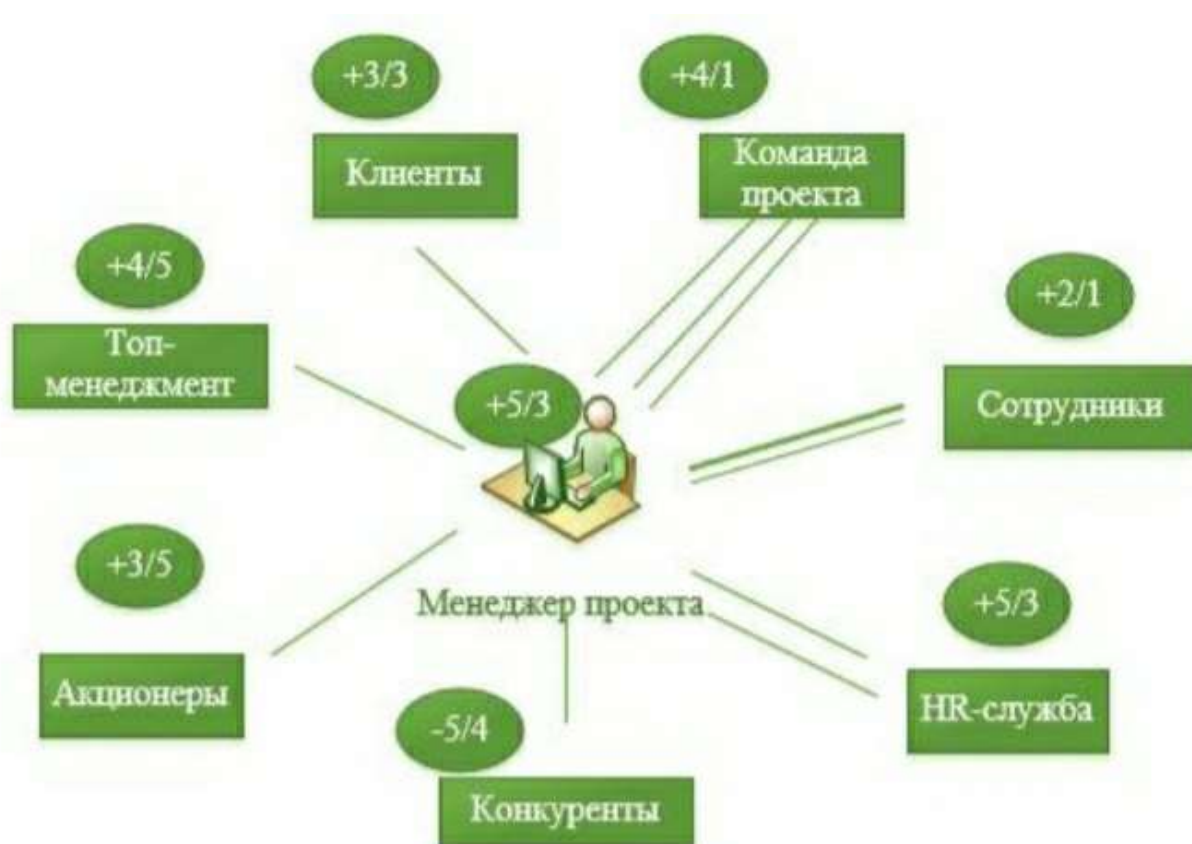 +3/3
Клиенты
+4/1
Команда
проекта
+4/5
Топ-
менеджмент
+2/1
Сотрудники
+5/3
Менеджер проекта
+3/5
Акционеры
+5/3
HR-служба
-5/4
Конкуренты